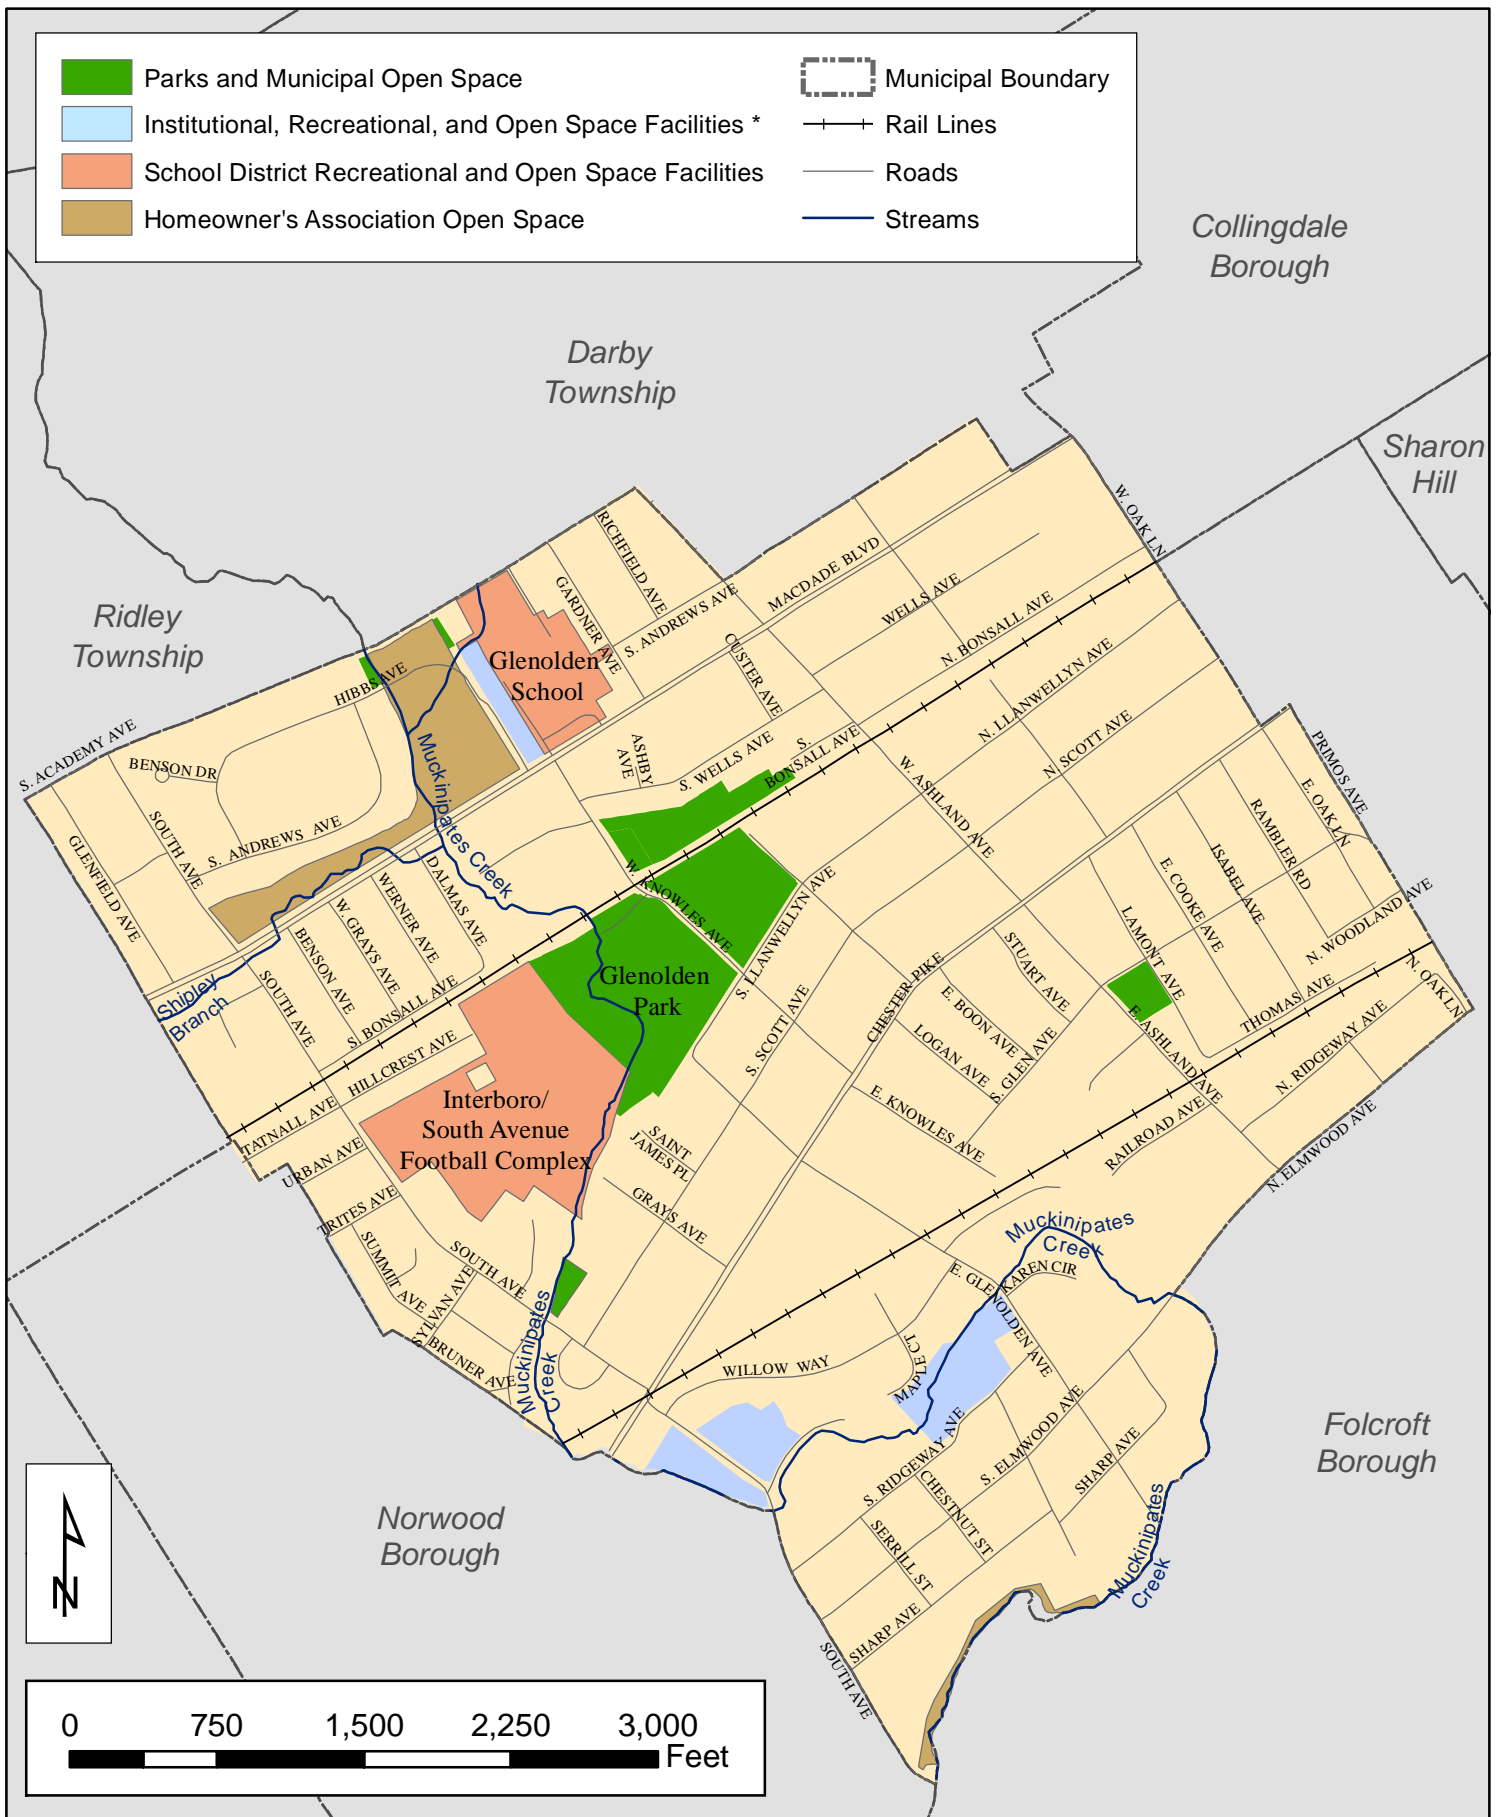 Parks and Municipal Open Space
Institutional, Recreational, and Open Space Facilities *
School District Recreational and Open Space Facilities
Homeowner's Association Open Space
Municipal Boundary
Rail Lines
Roads
Streams
Collingdale
Borough
Darby
Township
Sharon
Hill
Ridley
Township
W. OAK LN
RICHFIELD AVE
GARDNER AVE
S. ANDREWS AVE
MACDADE BLVD
WELLS AVE
N. BONSALL AVE
CUSTER AVE
Glenolden
School
HIBBS AVE
N. LLANWELLYN AVE
N. SCOTT AVE
S. ACADEMY AVE
BENSON DR
Muckinipates Creek
ASHBY
AVE
S. WELLS AVE
S.
BONSALL AVE
W. ASHLAND AVE
PRIMOS AVE
E. OAK LN
RAMBLER RD
ISABEL AVE
E. COOKE AVE
LAMONT AVE
N. WOODLAND AVE
SOUTH AVE
S. ANDREWS AVE
GLENFIELD AVE
DALMAS AVE
WERNER AVE
W. GRAYS AVE
BENSON AVE
SOUTH AVE
S. BONSALL AVE
W. KNOWLES AVE
S. LLANWELLYN AVE
Glenolden
Park
Shipley
Branch
S. SCOTT AVE
CHESTER PIKE
STUART AVE
E. BOON AVE
LOGAN AVE
S. GLEN AVE
E. KNOWLES AVE
E. ASHLAND AVE
THOMAS AVE
N. OAK LN
N. RIDGEWAY AVE
RAILROAD AVE
N. ELMWOOD AVE
HILLCREST AVE
TATNALL AVE
URBAN AVE
TRITES AVE
Interboro/
South Avenue
Football Complex
SAINT
JAMES PL
GRAYS AVE
SUMMIT AVE
SOUTH AVE
SYLVAN AVE
BRUNER AVE
Muckinipates
Creek
Muckinipates
Creek
E. GLENOLDEN AVE
KAREN CIR
WILLOW WAY
MAPLE CT
S. RIDGEWAY AVE
S. ELMWOOD AVE
SHARP AVE
CHESTNUT ST
SERRILL ST
SHARP AVE
SOUTH AVE
Muckinipates
Creek
Folcroft
Borough
Norwood
Borough
N
0 750 1,500 2,250 3,000
Feet